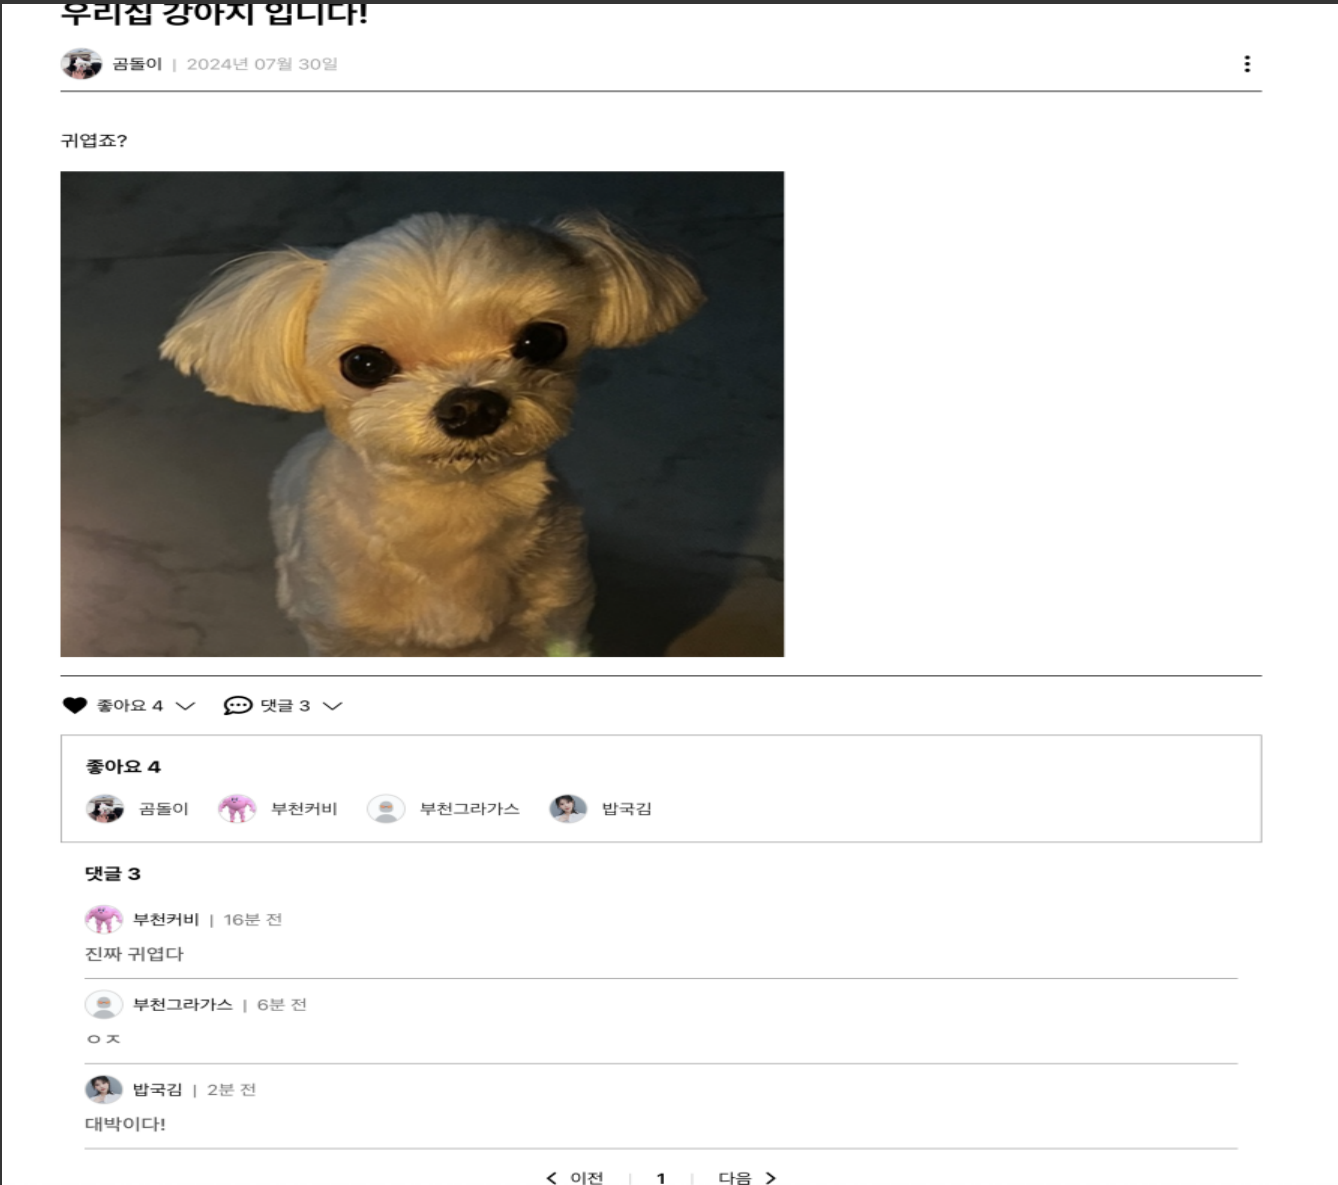 우리집 강아지 입니다!
곰돌이 | 2024년 07월 30일
귀엽죠?
좋아요 4 댓글 3
좋아요 4
곰돌이 부천커비 부천그라가스 밥국김
댓글 3
부천커비 | 16분 전
진짜 귀엽다
부천그라가스 | 6분 전
ㅇㅈ
밥국김 | 2분 전
대박이다!
이전 | 1 | 다음